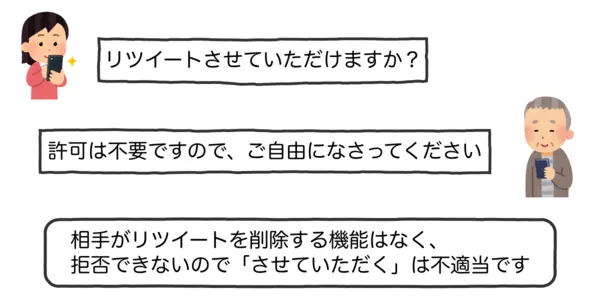 リツイートさせていただけますか？
許可は不要ですので、ご自由になさってください
相手がリツイートを削除する機能はなく、
拒否できないので「させていただく」は不適当です